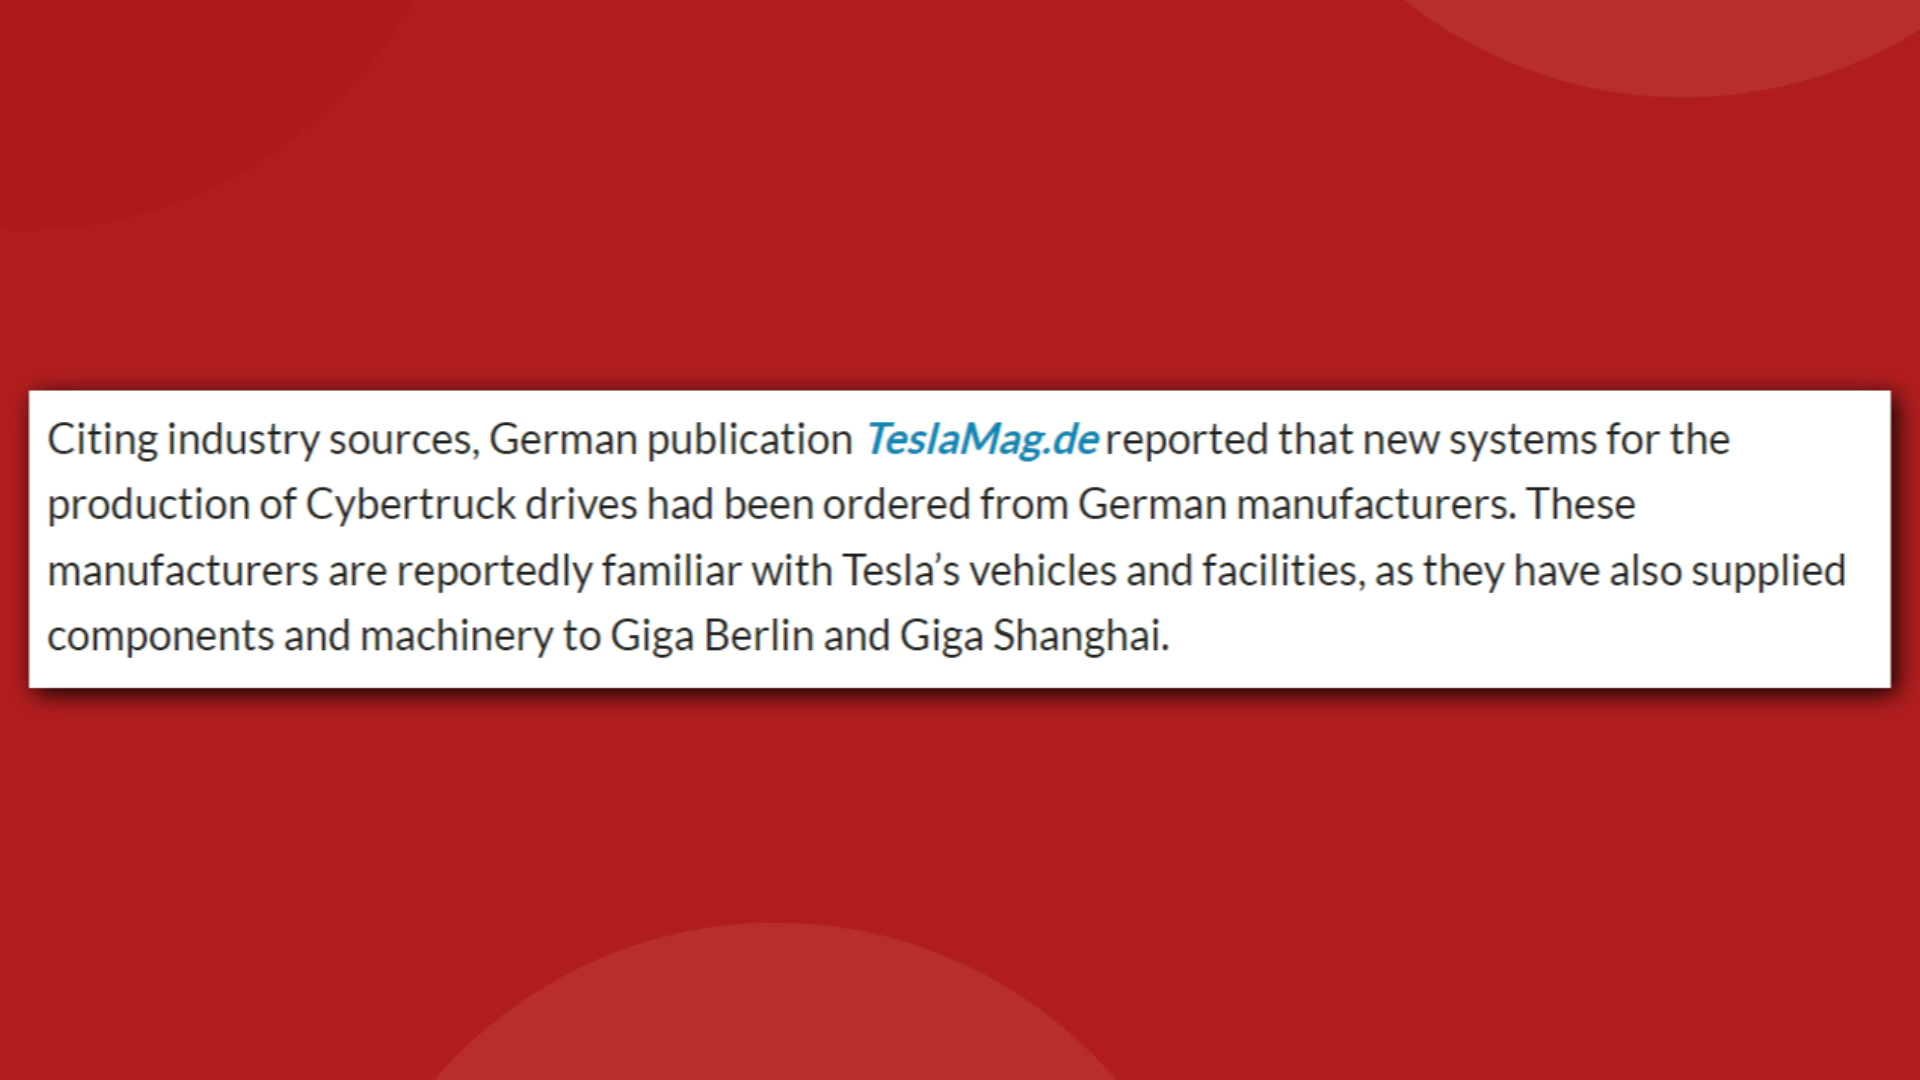 Citing industry sources, German publication TeslaMag.de reported that new systems for the
production of Cybertruck drives had been ordered from German manufacturers. These
manufacturers are reportedly familiar with Tesla’s vehicles and facilities, as they have also supplied
components and machinery to Giga Berlin and Giga Shanghai.